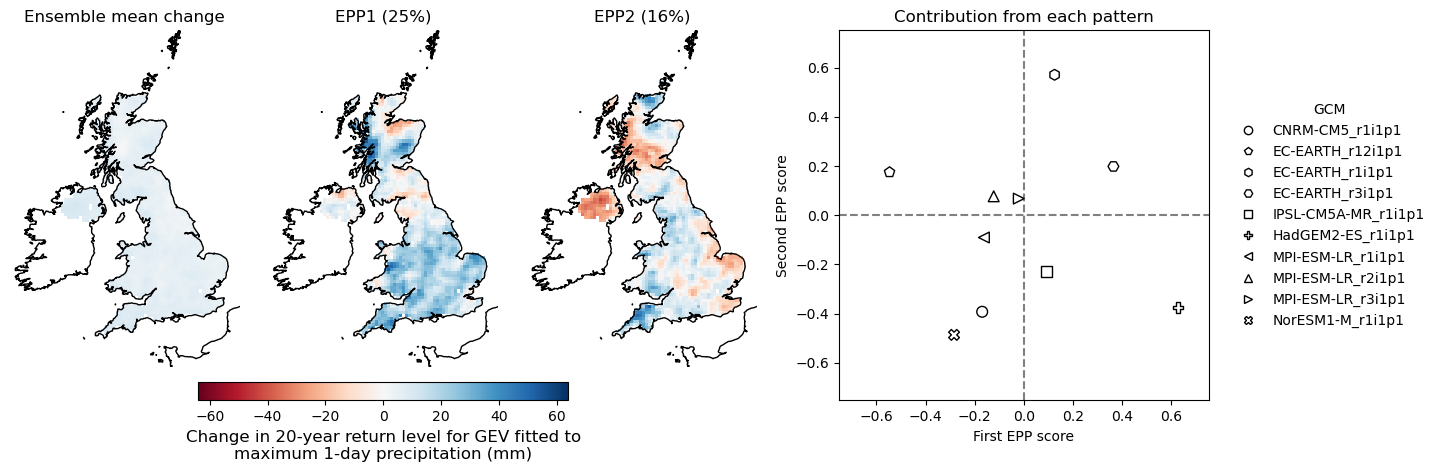 Ensemble mean change
EPP1 (25%)
EPP2 (16%)
−60 −40 −20 0 20 40 60
Change in 20-year return level for GEV fitted to
maximum 1-day precipitation (mm)
Contribution from each pattern
Second EPP score
0.6
0.4
0.2
0.0
−0.2
−0.4
−0.6
−0.6 −0.4 −0.2 0.0 0.2 0.4 0.6
First EPP score
GCM
CNRM-CM5_r1i1p1
EC-EARTH_r12i1p1
EC-EARTH_r1i1p1
EC-EARTH_r3i1p1
IPSL-CM5A-MR_r1i1p1
HadGEM2-ES_r1i1p1
MPI-ESM-LR_r1i1p1
MPI-ESM-LR_r2i1p1
MPI-ESM-LR_r3i1p1
NorESM1-M_r1i1p1